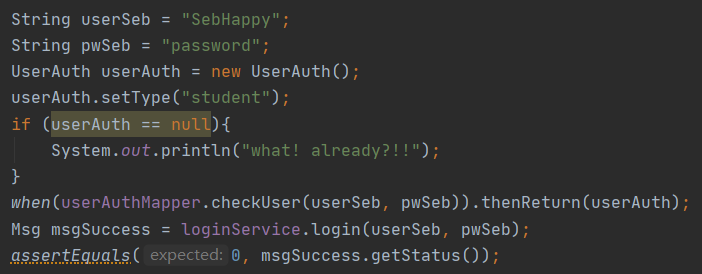 String userSeb = "SebHappy";
String pwSeb = "password";
UserAuth userAuth = new UserAuth();
userAuth.setType("student");
if (userAuth == null){
System.out.println("what! already?!!");
}
when(userAuthMapper.checkUser(userSeb, pwSeb)).thenReturn(userAuth);
Msg msgSuccess = loginService.login(userSeb, pwSeb);
assertEquals( expected: 0, msgSuccess.getStatus());